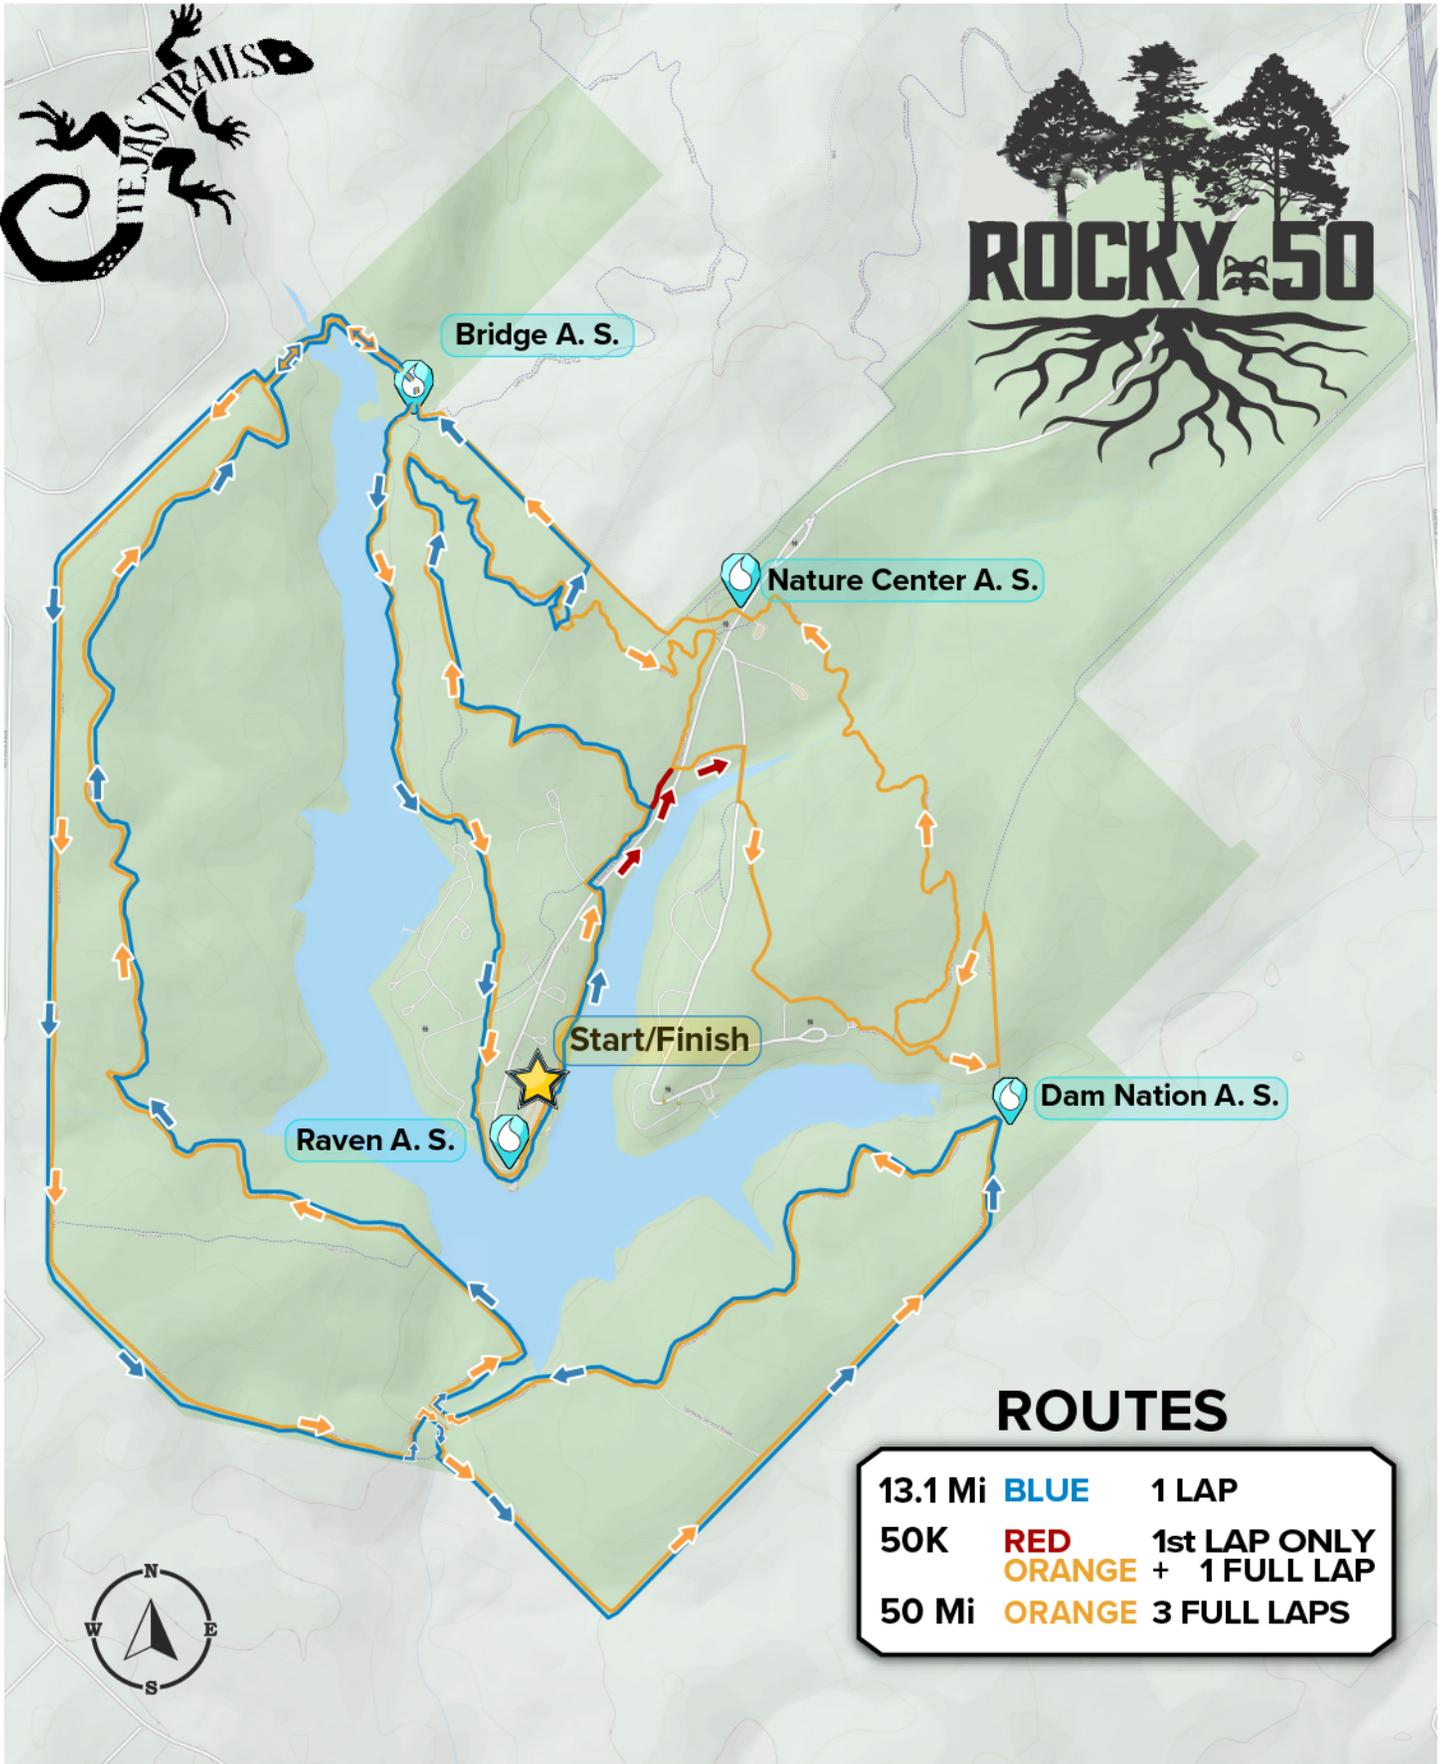 TEJAS TRAILS
ROCKY 50
Bridge A. S.
Nature Center A. S.
Start/Finish
Dam Nation A. S.
Raven A. S.
ROUTES
13.1 Mi BLUE 1 LAP
50K RED 1st LAP ONLY
ORANGE + 1 FULL LAP
50 Mi ORANGE 3 FULL LAPS
N
W E
S